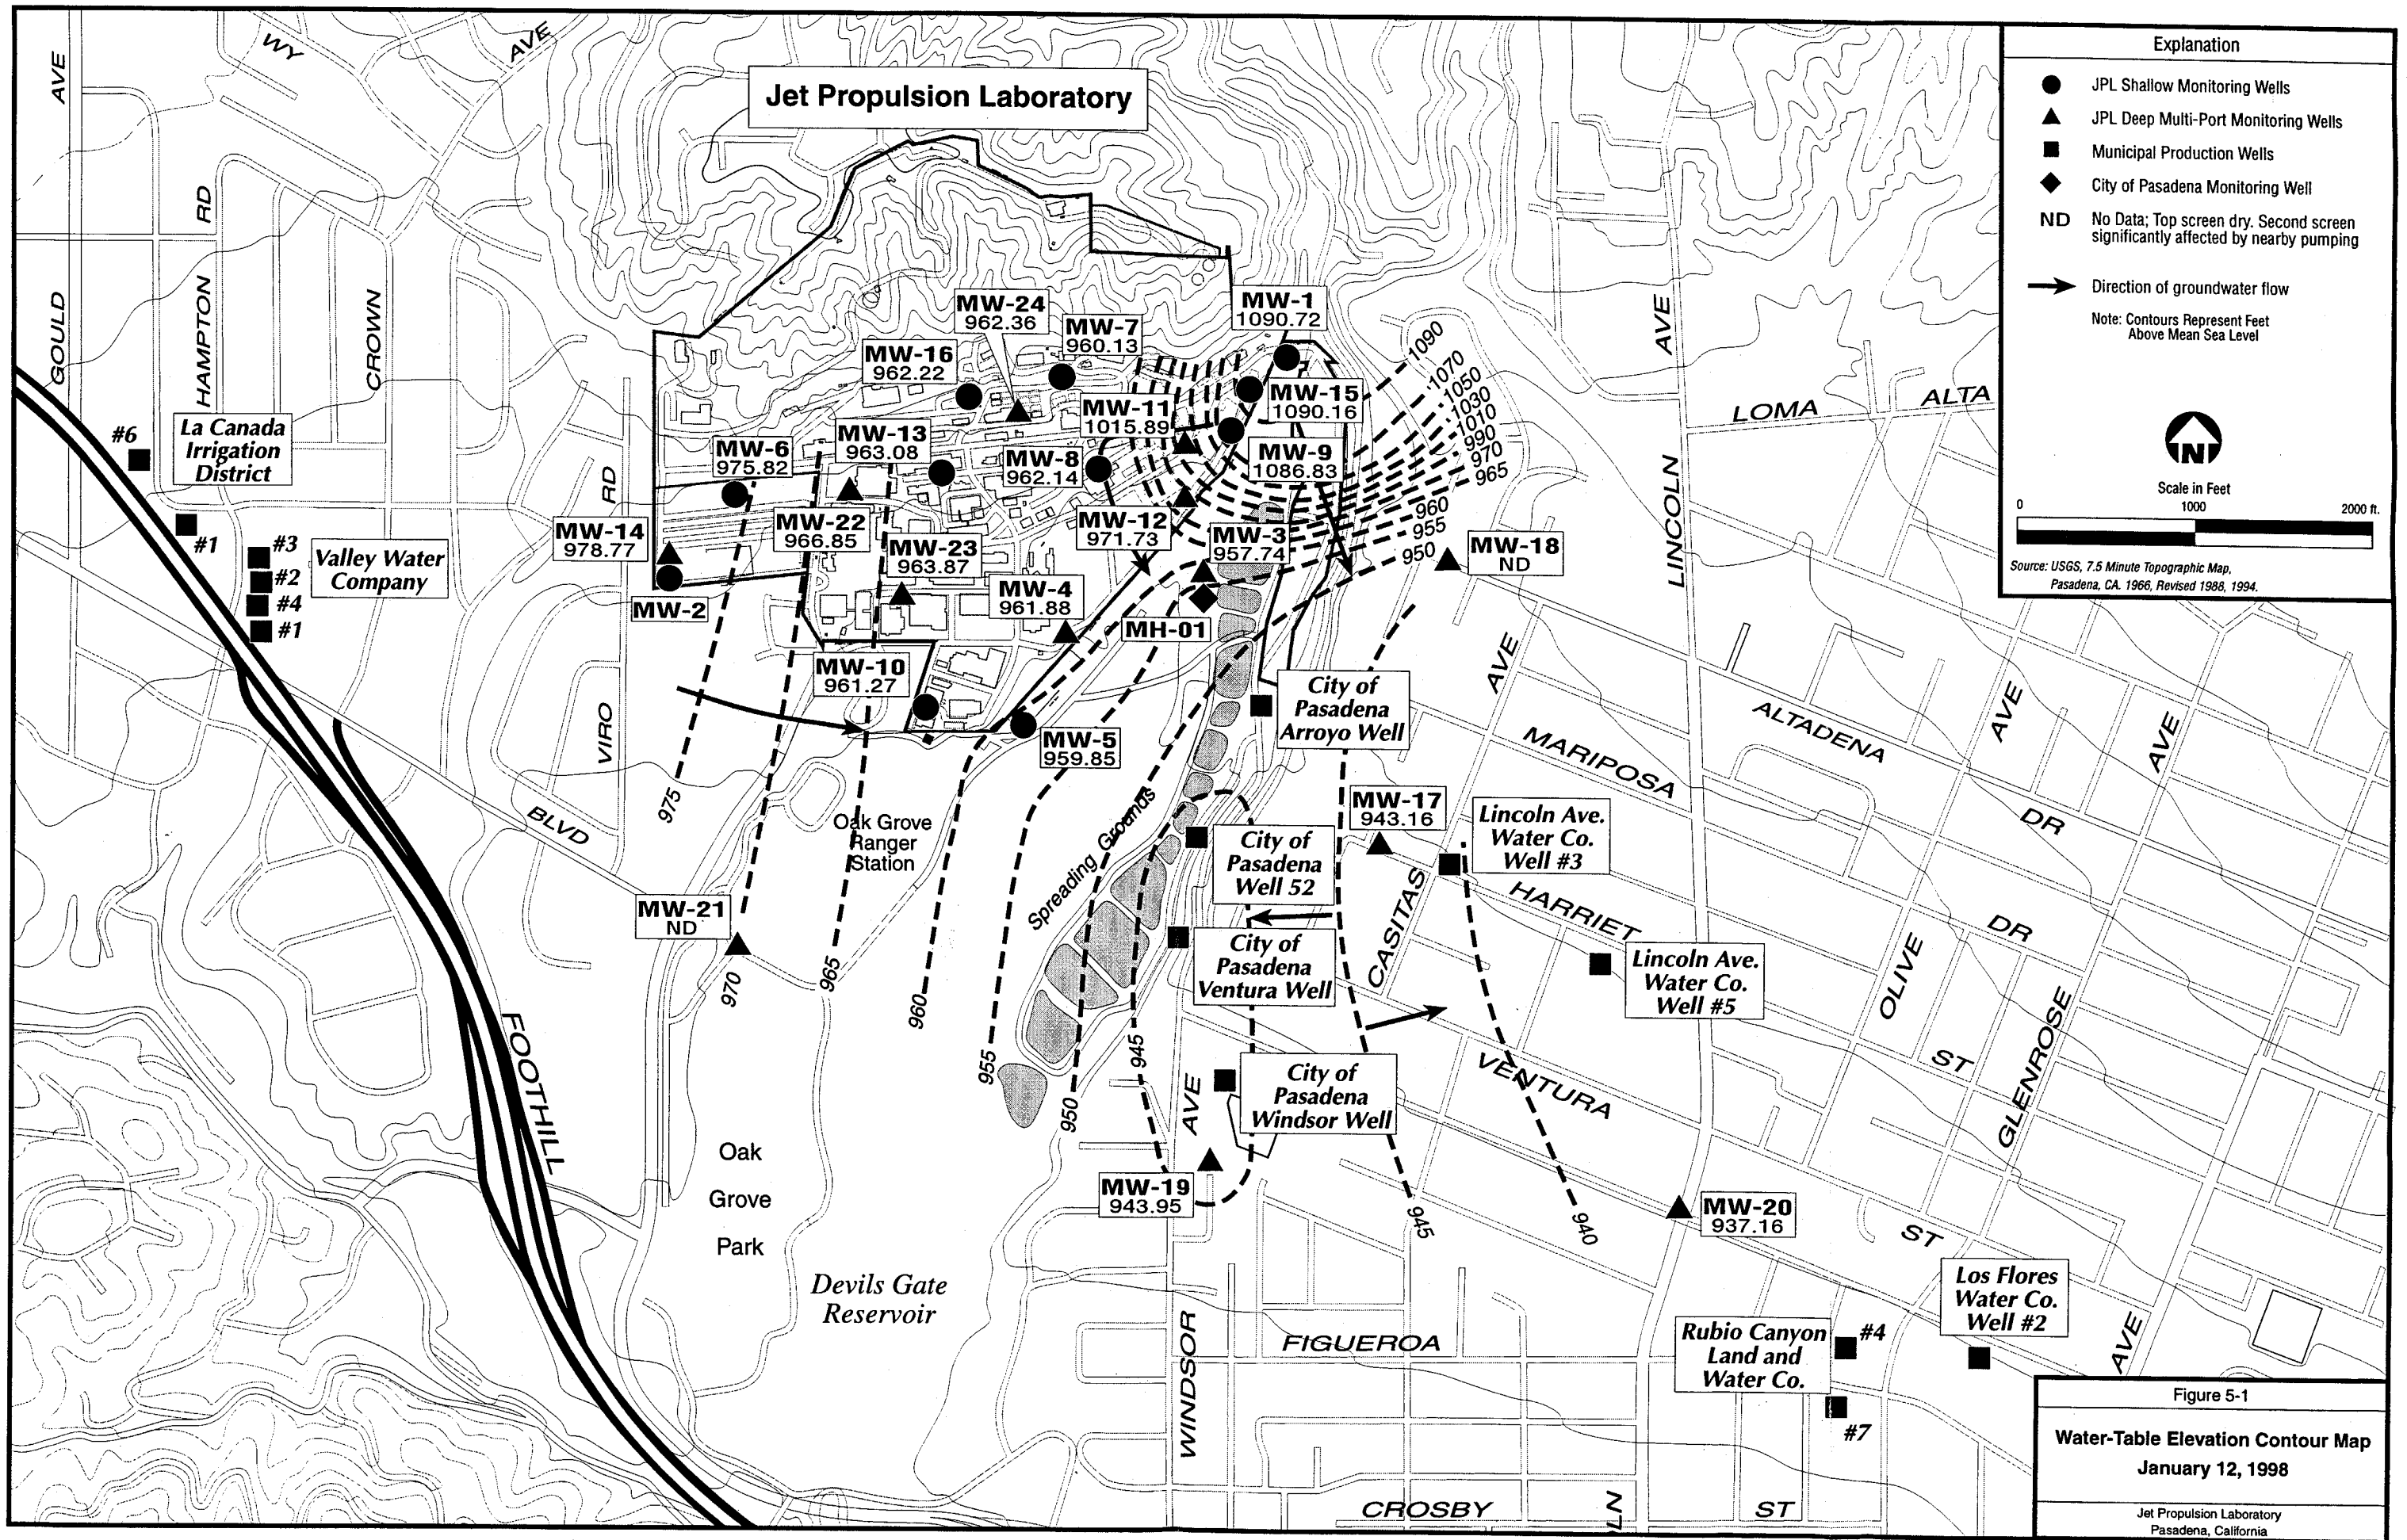 Explanation
JPL Shallow Monitoring Wells
JPL Deep Multi-Port Monitoring Wells
Municipal Production Wells
City of Pasadena Monitoring Well
ND No Data; Top screen dry. Second screen
significantly affected by nearby pumping
Direction of groundwater flow
Note: Contours Represent Feet
Above Mean Sea Level
N
Scale in Feet
0 1000 2000 ft.
Source: USGS, 7.5 Minute Topographic Map,
Pasadena, CA. 1966, Revised 1988, 1994.
Jet Propulsion Laboratory
AVE
WY
AVE
GOULD
HAMPTON
RD
CROWN
RD
VIRO
MW-24
962.36
MW-7
960.13
MW-1
1090.72
MW-16
962.22
MW-15
1090.16
MW-11
1015.89
MW-13
963.08
MW-6
975.82
MW-8
962.14
MW-9
1086.83
MW-14
978.77
MW-22
966.85
MW-12
971.73
MW-3
957.74
MW-23
963.87
MW-18
ND
MW-4
961.88
MW-2
MH-01
MW-10
961.27
MW-5
959.85
MW-17
943.16
MW-21
ND
MW-19
943.95
MW-20
937.16
1090
1070
1050
1030
1010
990
970
965
960
955
950
975
970
965
960
955
950
945
945
940
#6
La Canada
Irrigation
District
#1
#3
#2
#4
#1
Valley Water
Company
City of
Pasadena
Arroyo Well
City of
Pasadena
Well 52
City of
Pasadena
Ventura Well
City of
Pasadena
Windsor Well
Lincoln Ave.
Water Co.
Well #3
Lincoln Ave.
Water Co.
Well #5
Los Flores
Water Co.
Well #2
Rubio Canyon
Land and
Water Co.
#4
#7
Oak Grove
Ranger
Station
Spreading Grounds
Oak
Grove
Park
Devils Gate
Reservoir
FOOTHILL
BLVD
AVE
LINCOLN
LOMA
ALTA
AVE
CASITAS
ALTADENA
DR
MARIPOSA
DR
HARRIET
ST
VENTURA
ST
AVE
OLIVE
AVE
GLENROSE
AVE
AVE
WINDSOR
FIGUEROA
CROSBY
ST
LN
Figure 5-1
Water-Table Elevation Contour Map
January 12, 1998
Jet Propulsion Laboratory
Pasadena, California